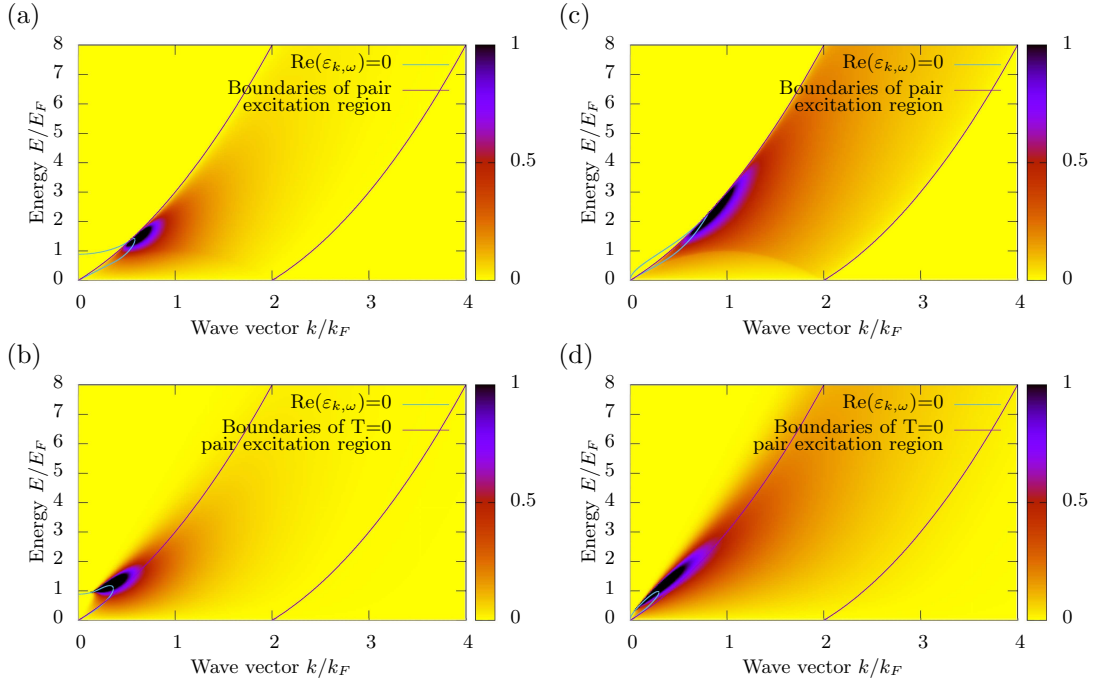 (a)
Energy E/E_F
8
7
6
5
4
3
2
1
0
0 1 2 3 4
Wave vector k/k_F
Re(ε_{k,ω})=0
Boundaries of pair
excitation region
1
0.5
0
(c)
Energy E/E_F
8
7
6
5
4
3
2
1
0
0 1 2 3 4
Wave vector k/k_F
Re(ε_{k,ω})=0
Boundaries of pair
excitation region
1
0.5
0
(b)
Energy E/E_F
8
7
6
5
4
3
2
1
0
0 1 2 3 4
Wave vector k/k_F
Re(ε_{k,ω})=0
Boundaries of T=0
pair excitation region
1
0.5
0
(d)
Energy E/E_F
8
7
6
5
4
3
2
1
0
0 1 2 3 4
Wave vector k/k_F
Re(ε_{k,ω})=0
Boundaries of T=0
pair excitation region
1
0.5
0